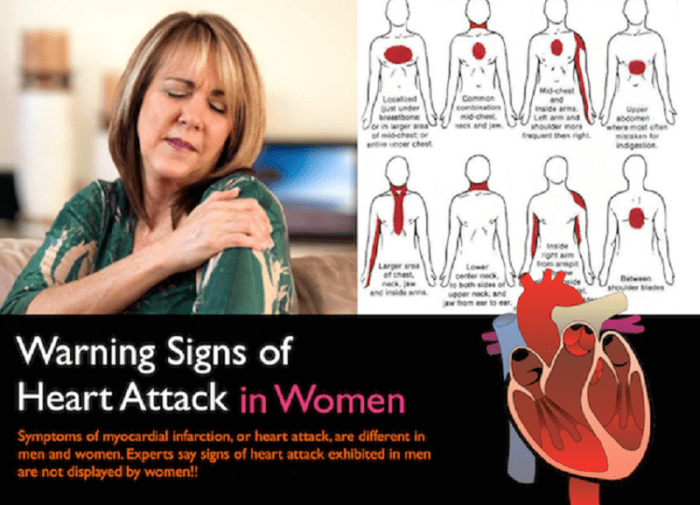 Localized
(just under
breastbone)
or in larger area
of mid-chest; or
entire upper chest.
Common
combination
mid-chest,
neck and jaw.
Mid-chest
and
inside arms.
Left arm and
shoulder more
frequent then right.
Upper
abdomen
where most often
mistaken for
indigestion.
Larger area
of chest,
neck, jaw
and inside arms.
Lower
center neck,
to both sides of
upper neck; and
jaw from ear to ear.
Inside
right arm
from armpit
Between
shoulder blades
Warning Signs of
Heart Attack in Women
Symptoms of myocardial infarction, or heart attack, are different in
men and women. Experts say signs of heart attack exhibited in men
are not displayed by women!!